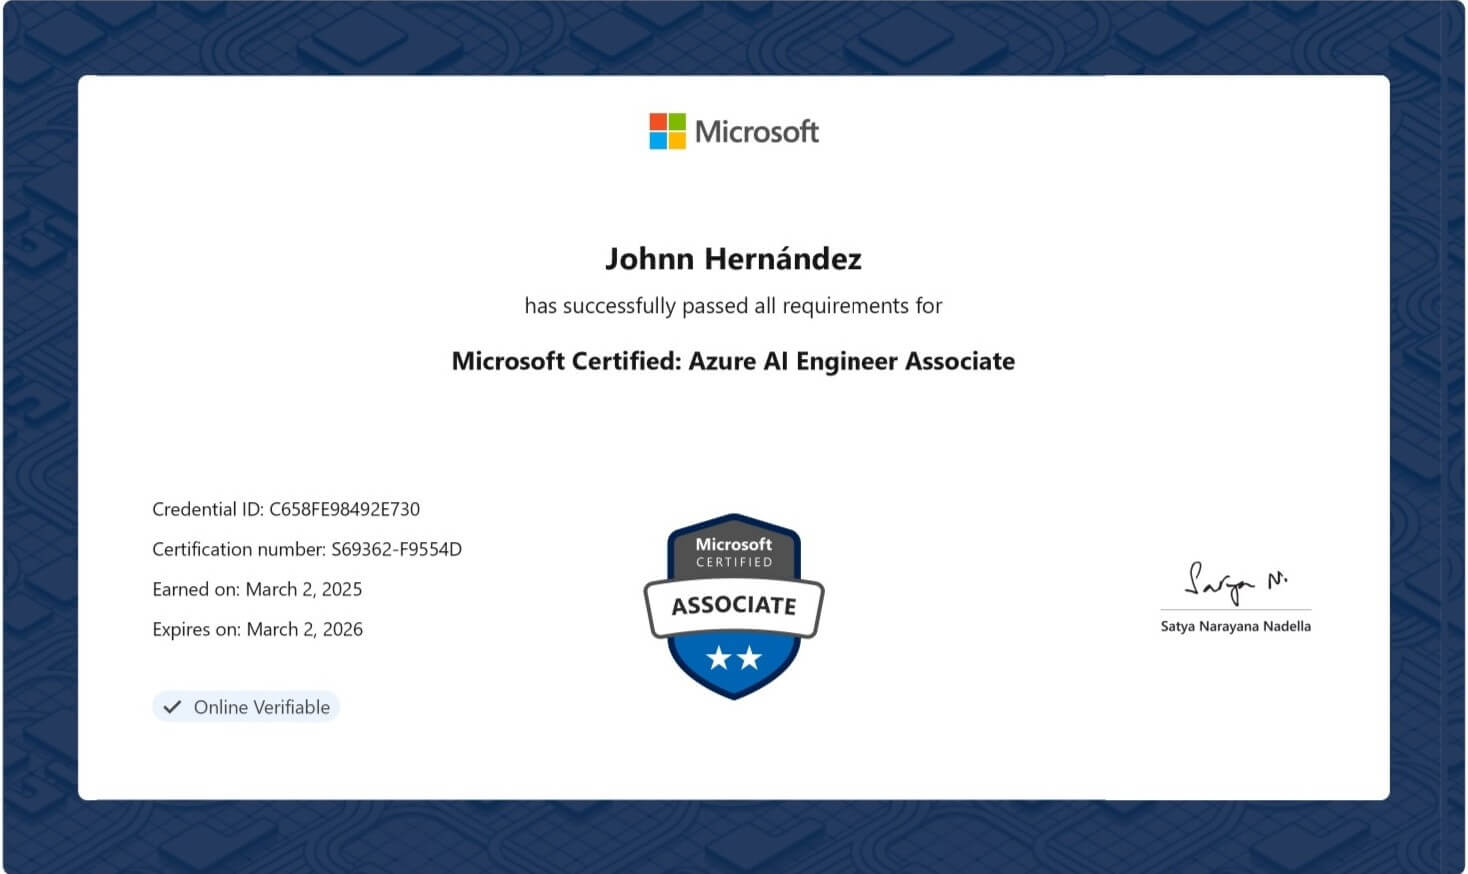 Microsoft
Johnn Hernández
has successfully passed all requirements for
Microsoft Certified: Azure AI Engineer Associate
Credential ID: C658FE98492E730
Certification number: S69362-F9554D
Earned on: March 2, 2025
Expires on: March 2, 2026
Online Verifiable
Microsoft
CERTIFIED
ASSOCIATE
Satya N.
Satya Narayana Nadella